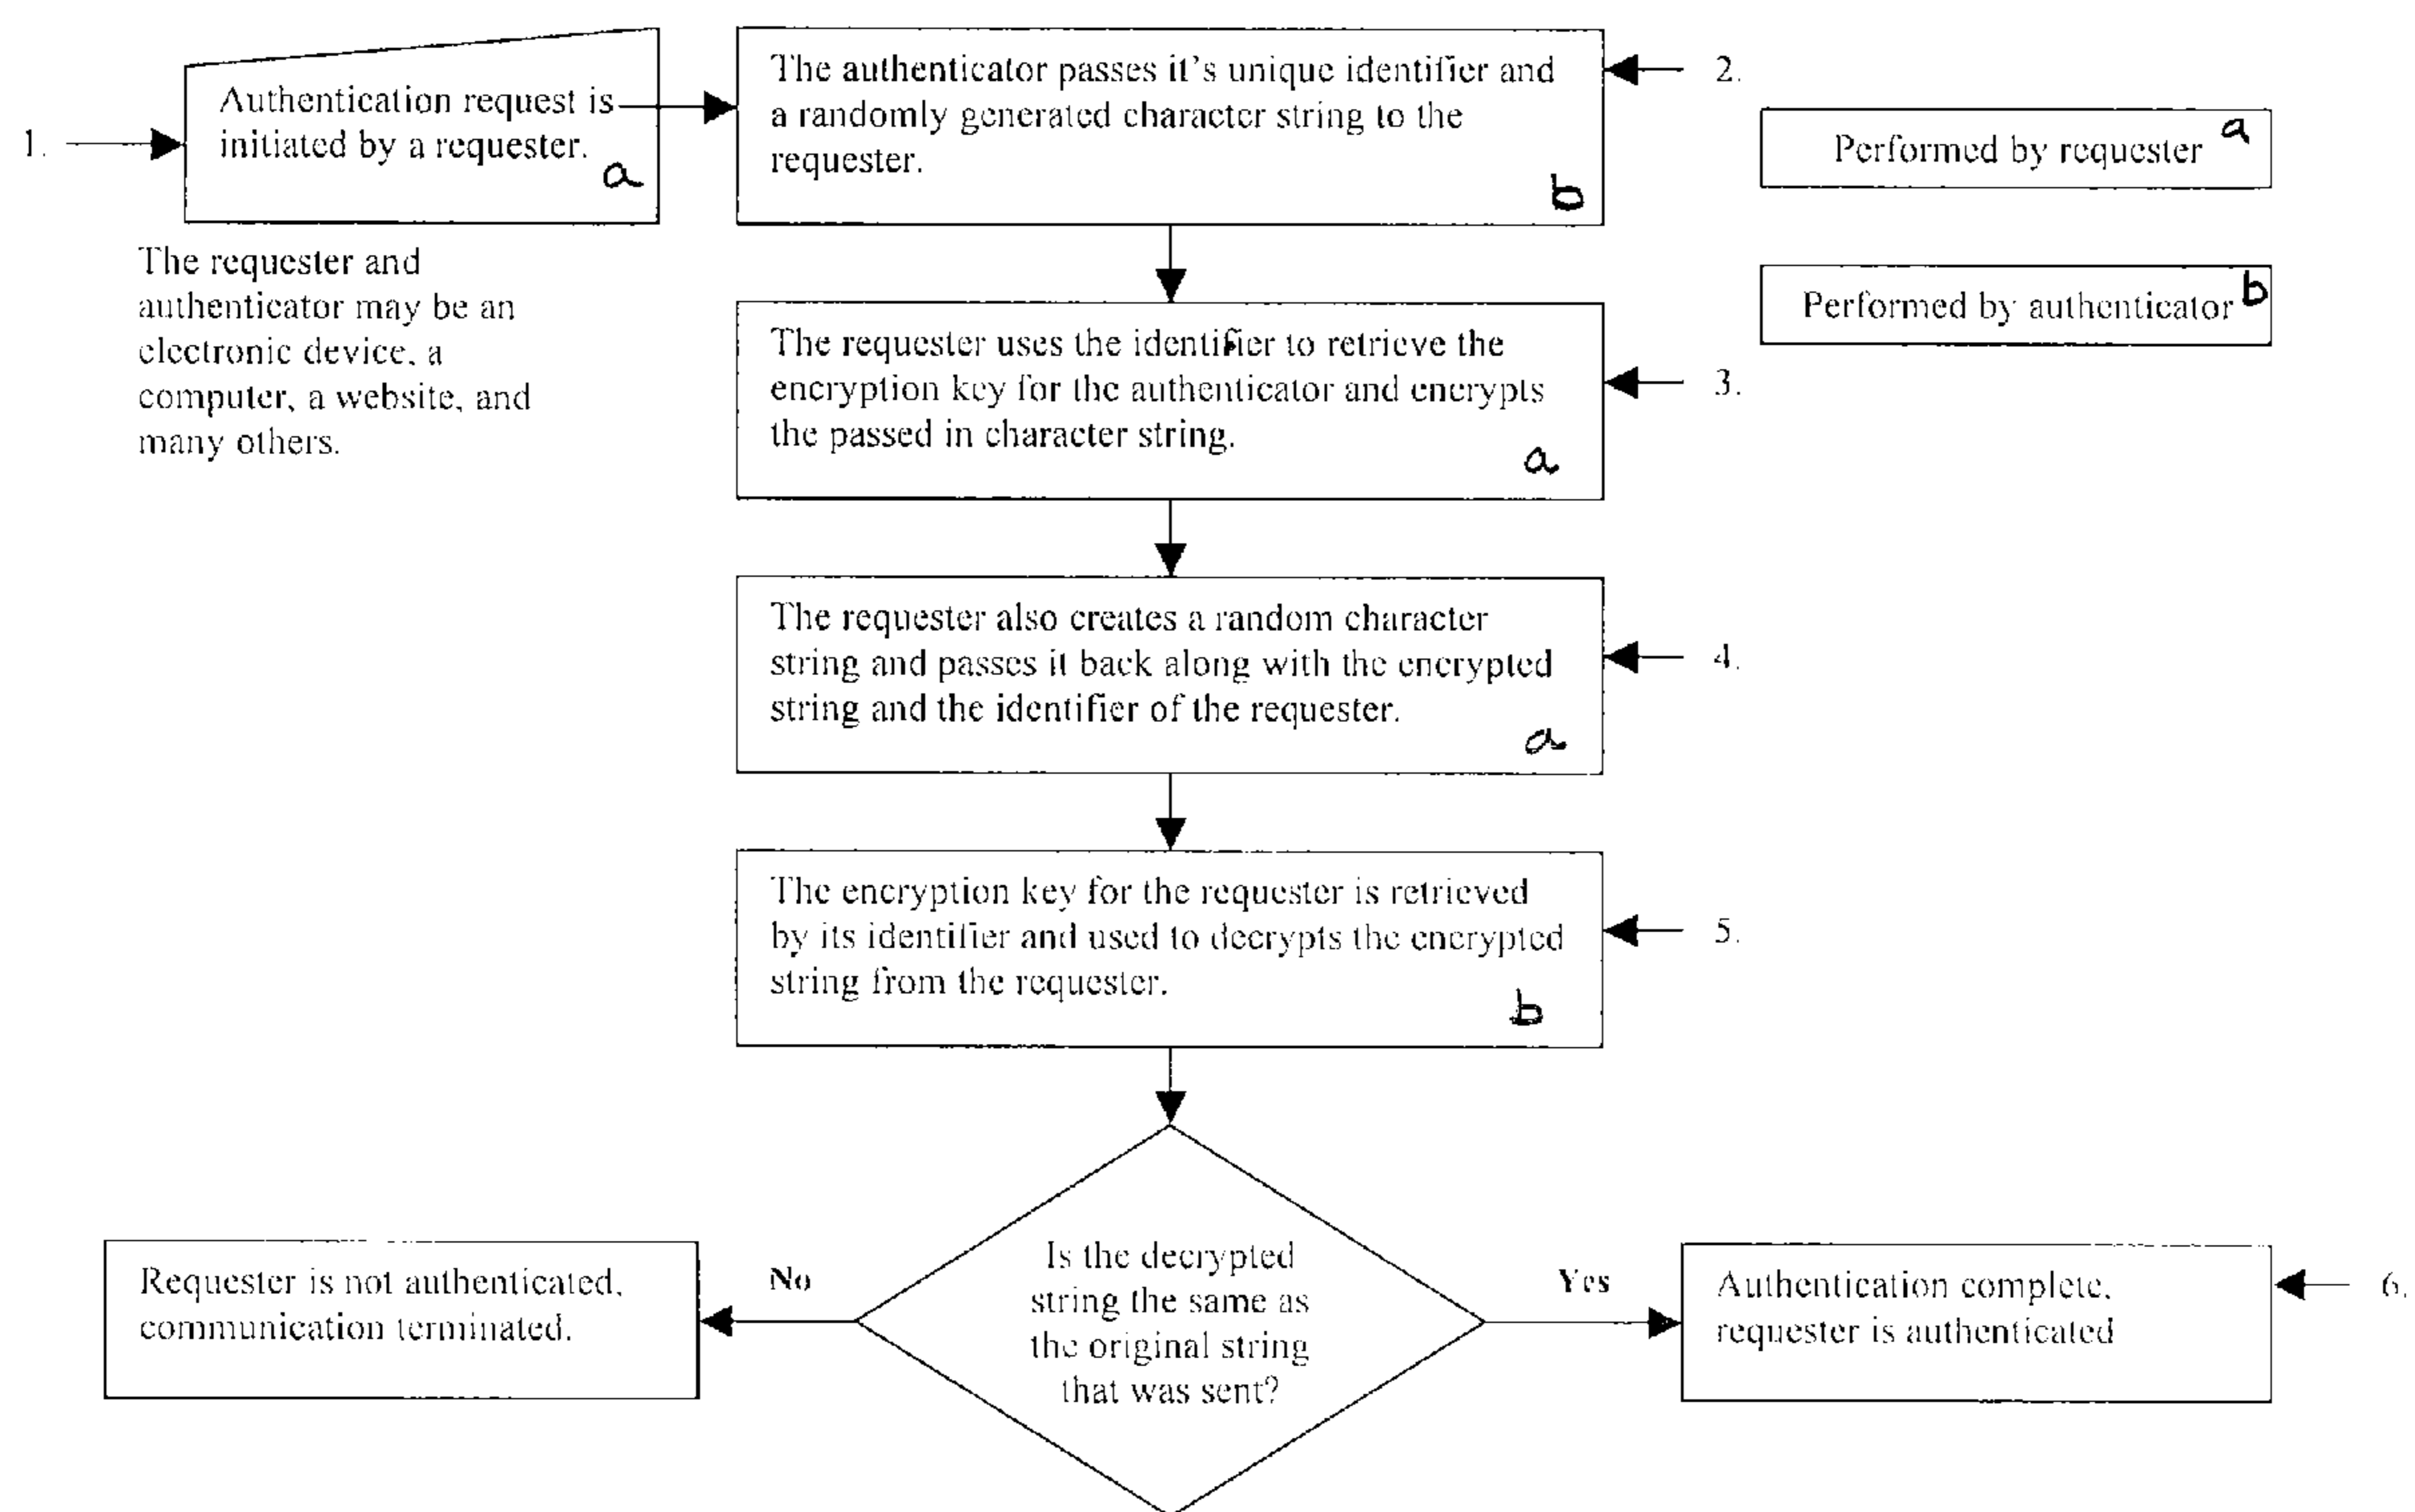 1.
Authentication request is
initiated by a requester.
a
The requester and
authenticator may be an
electronic device, a
computer, a website, and
many others.
The authenticator passes it's unique identifier and
a randomly generated character string to the
requester.
b
2.
Performed by requester a
Performed by authenticator b
The requester uses the identifier to retrieve the
encryption key for the authenticator and encrypts
the passed in character string.
a
3.
The requester also creates a random character
string and passes it back along with the encrypted
string and the identifier of the requester.
a
4.
The encryption key for the requester is retrieved
by its identifier and used to decrypts the encrypted
string from the requester.
b
5.
Is the decrypted
string the same as
the original string
that was sent?
No
Requester is not authenticated,
communication terminated.
Yes
Authentication complete,
requester is authenticated
6.